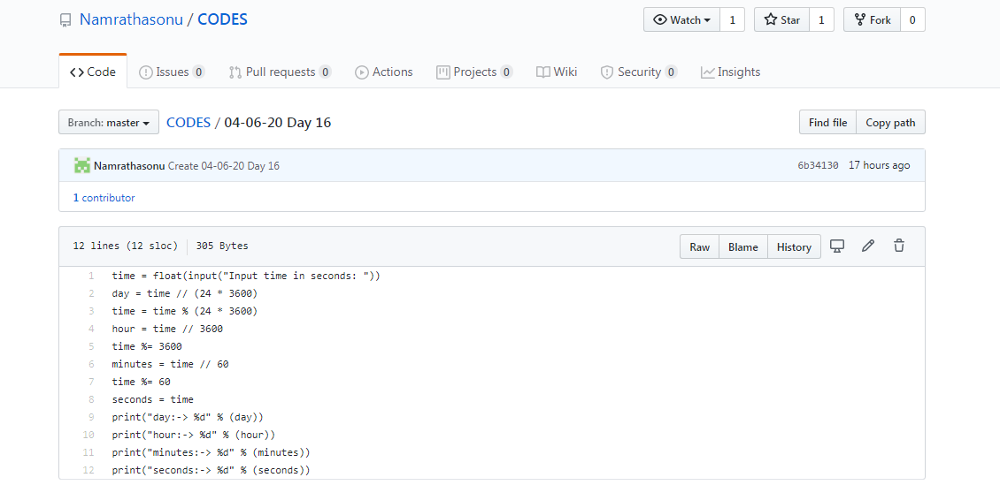 Namrathasonu / CODES
Watch 1 Star 1 Fork 0
Code Issues 0 Pull requests 0 Actions Projects 0 Wiki Security 0 Insights
Branch: master CODES / 04-06-20 Day 16 Find file Copy path
Namrathasonu Create 04-06-20 Day 16 6b34130 17 hours ago
1 contributor
12 lines (12 sloc) 305 Bytes Raw Blame History
1 time = float(input("Input time in seconds: "))
2 day = time // (24 * 3600)
3 time = time % (24 * 3600)
4 hour = time // 3600
5 time %= 3600
6 minutes = time // 60
7 time %= 60
8 seconds = time
9 print("day:-> %d" % (day))
10 print("hour:-> %d" % (hour))
11 print("minutes:-> %d" % (minutes))
12 print("seconds:-> %d" % (seconds))